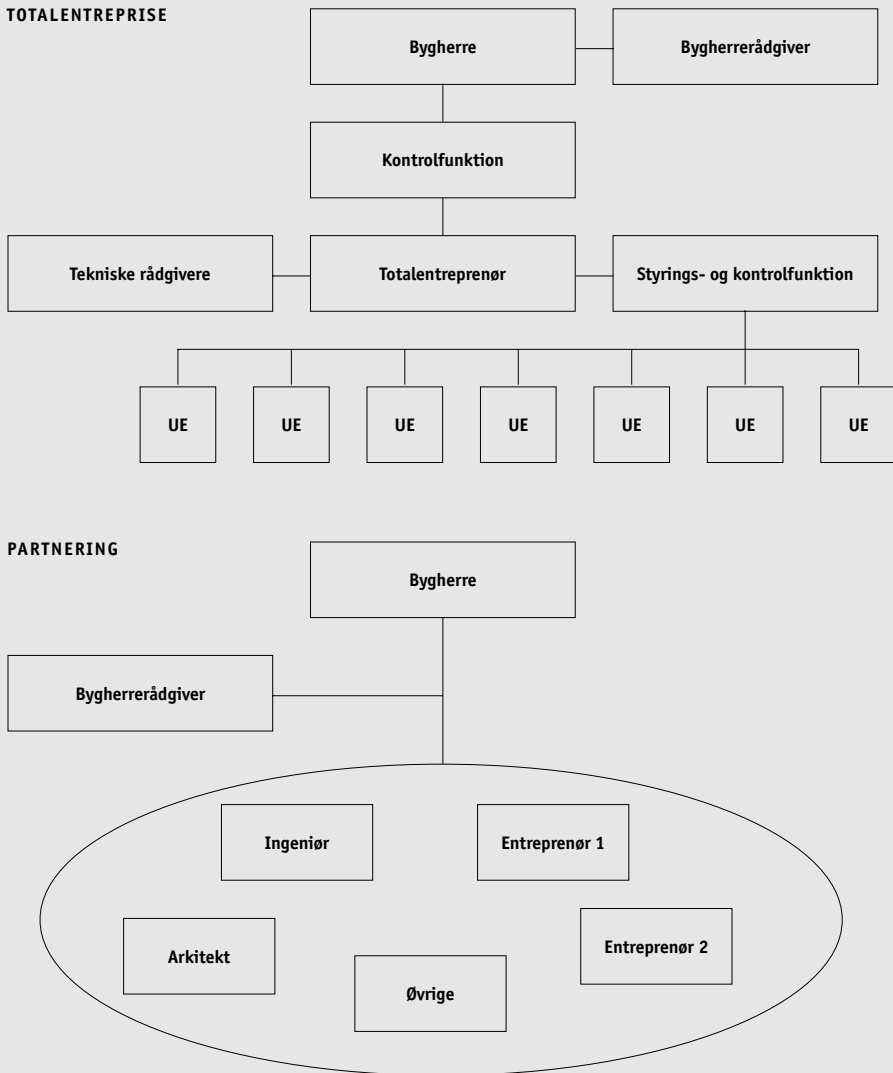 TOTALENTREPRISE
Bygherre
Bygherrerådgiver
Kontrolfunktion
Tekniske rådgivere
Totalentreprenør
Styrings- og kontrolfunktion
UE
UE
UE
UE
UE
UE
UE
PARTNERING
Bygherre
Bygherrerådgiver
Ingeniør
Entreprenør 1
Arkitekt
Entreprenør 2
Øvrige